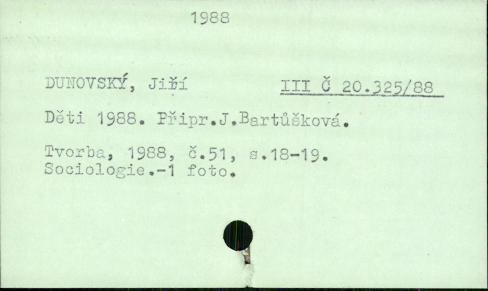 1988
DUNOVSKÝ, Jiří III Č 20.325/88
Děti 1988. Připr.J.Bartůšková.
Tvorba, 1988, č.51, s.18-19.
Sociologie.-1 foto.